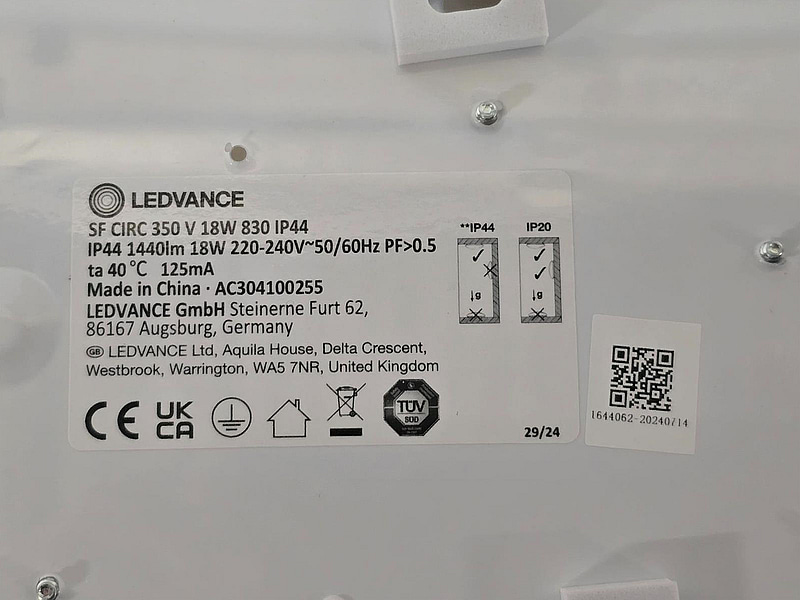 LEDVANCE
SF CIRC 350 V 18W 830 IP44
IP44 1440lm 18W 220-240V~50/60Hz PF>0.5
ta 40°C 125mA
Made in China · AC304100255
LEDVANCE GmbH Steinerne Furt 62,
86167 Augsburg, Germany
GB LEDVANCE Ltd, Aquila House, Delta Crescent,
Westbrook, Warrington, WA5 7NR, United Kingdom
CE UK CA
TÜV
SÜD
29/24
**IP44 IP20
g g
1644062-20240714